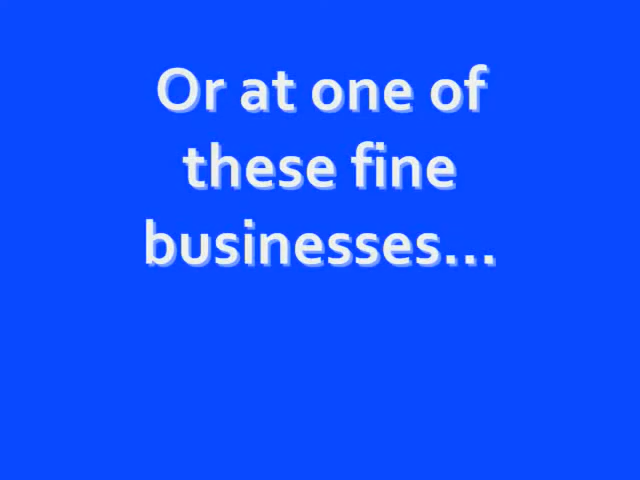 Or at one of
these fine
businesses...